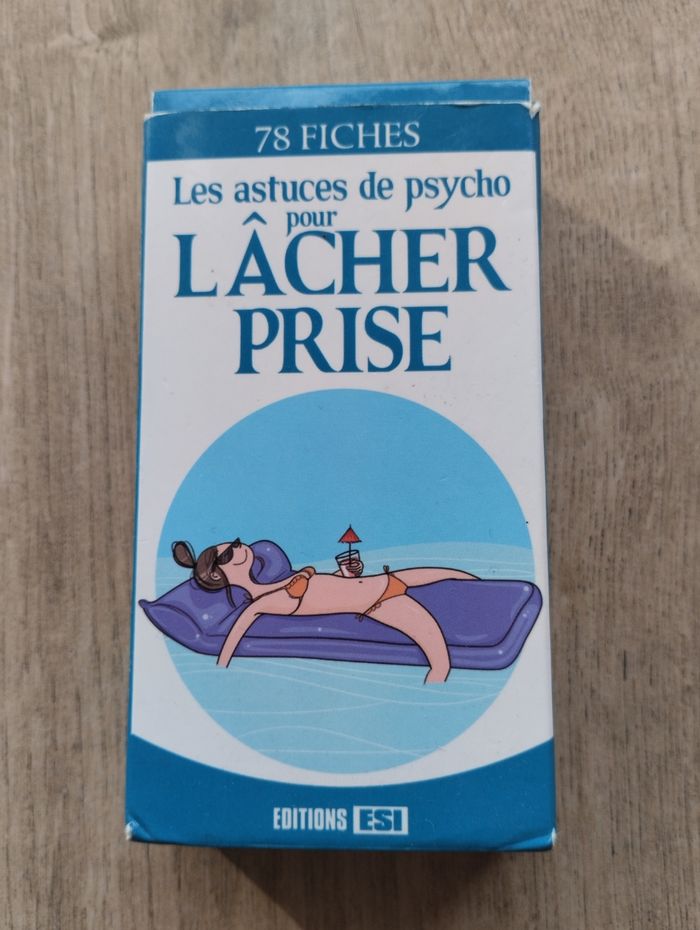 78 FICHES
Les astuces de psycho
pour
LÂCHER
PRISE
EDITIONS ESI